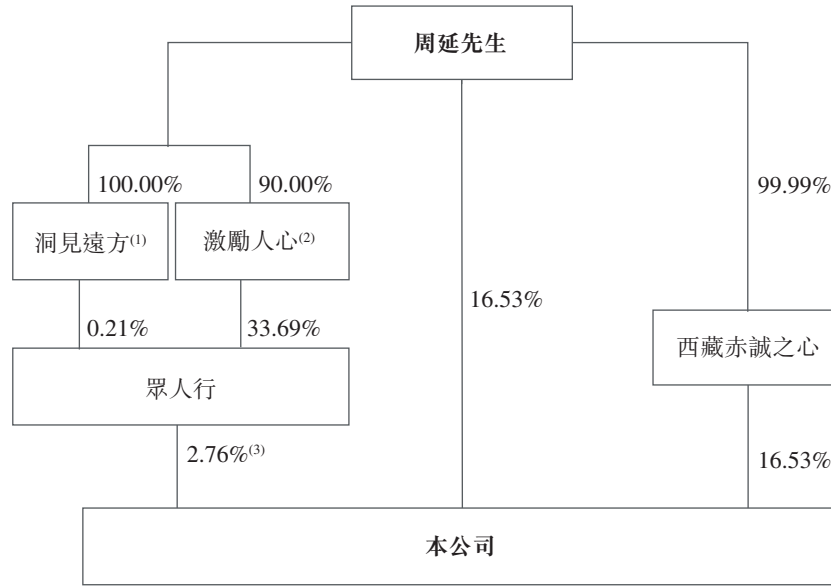 周延先生
100.00%
90.00%
99.99%
洞見遠方(1)
激勵人心(2)
16.53%
0.21%
33.69%
西藏赤誠之心
眾人行
2.76%(3)
16.53%
本公司